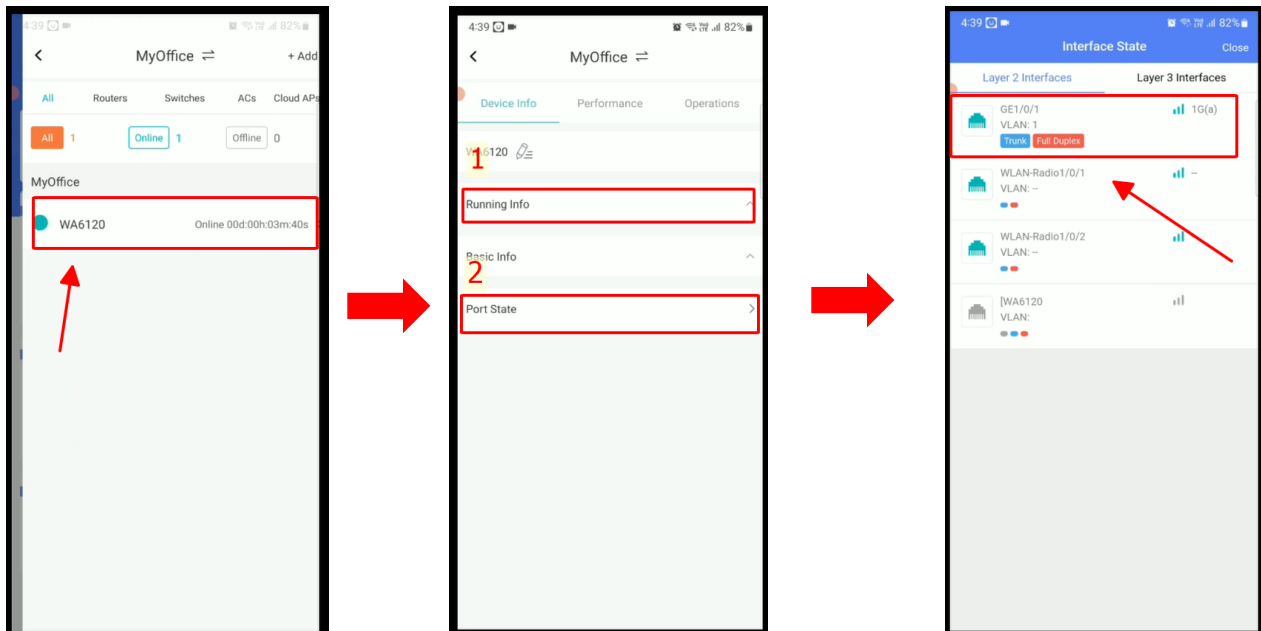 4:39 82%
MyOffice + Add
All Routers Switches ACs Cloud APs
All 1 Online 1 Offline 0
MyOffice
WA6120 Online 00d:00h:03m:40s
4:39 82%
MyOffice
Device Info Performance Operations
WA6120
1
Running Info
Basic Info
2
Port State
4:39 82%
Interface State Close
Layer 2 Interfaces Layer 3 Interfaces
GE1/0/1 1G(a)
VLAN: 1
Trunk Full Duplex
WLAN-Radio1/0/1 --
VLAN: --
WLAN-Radio1/0/2
VLAN: --
[WA6120
VLAN: